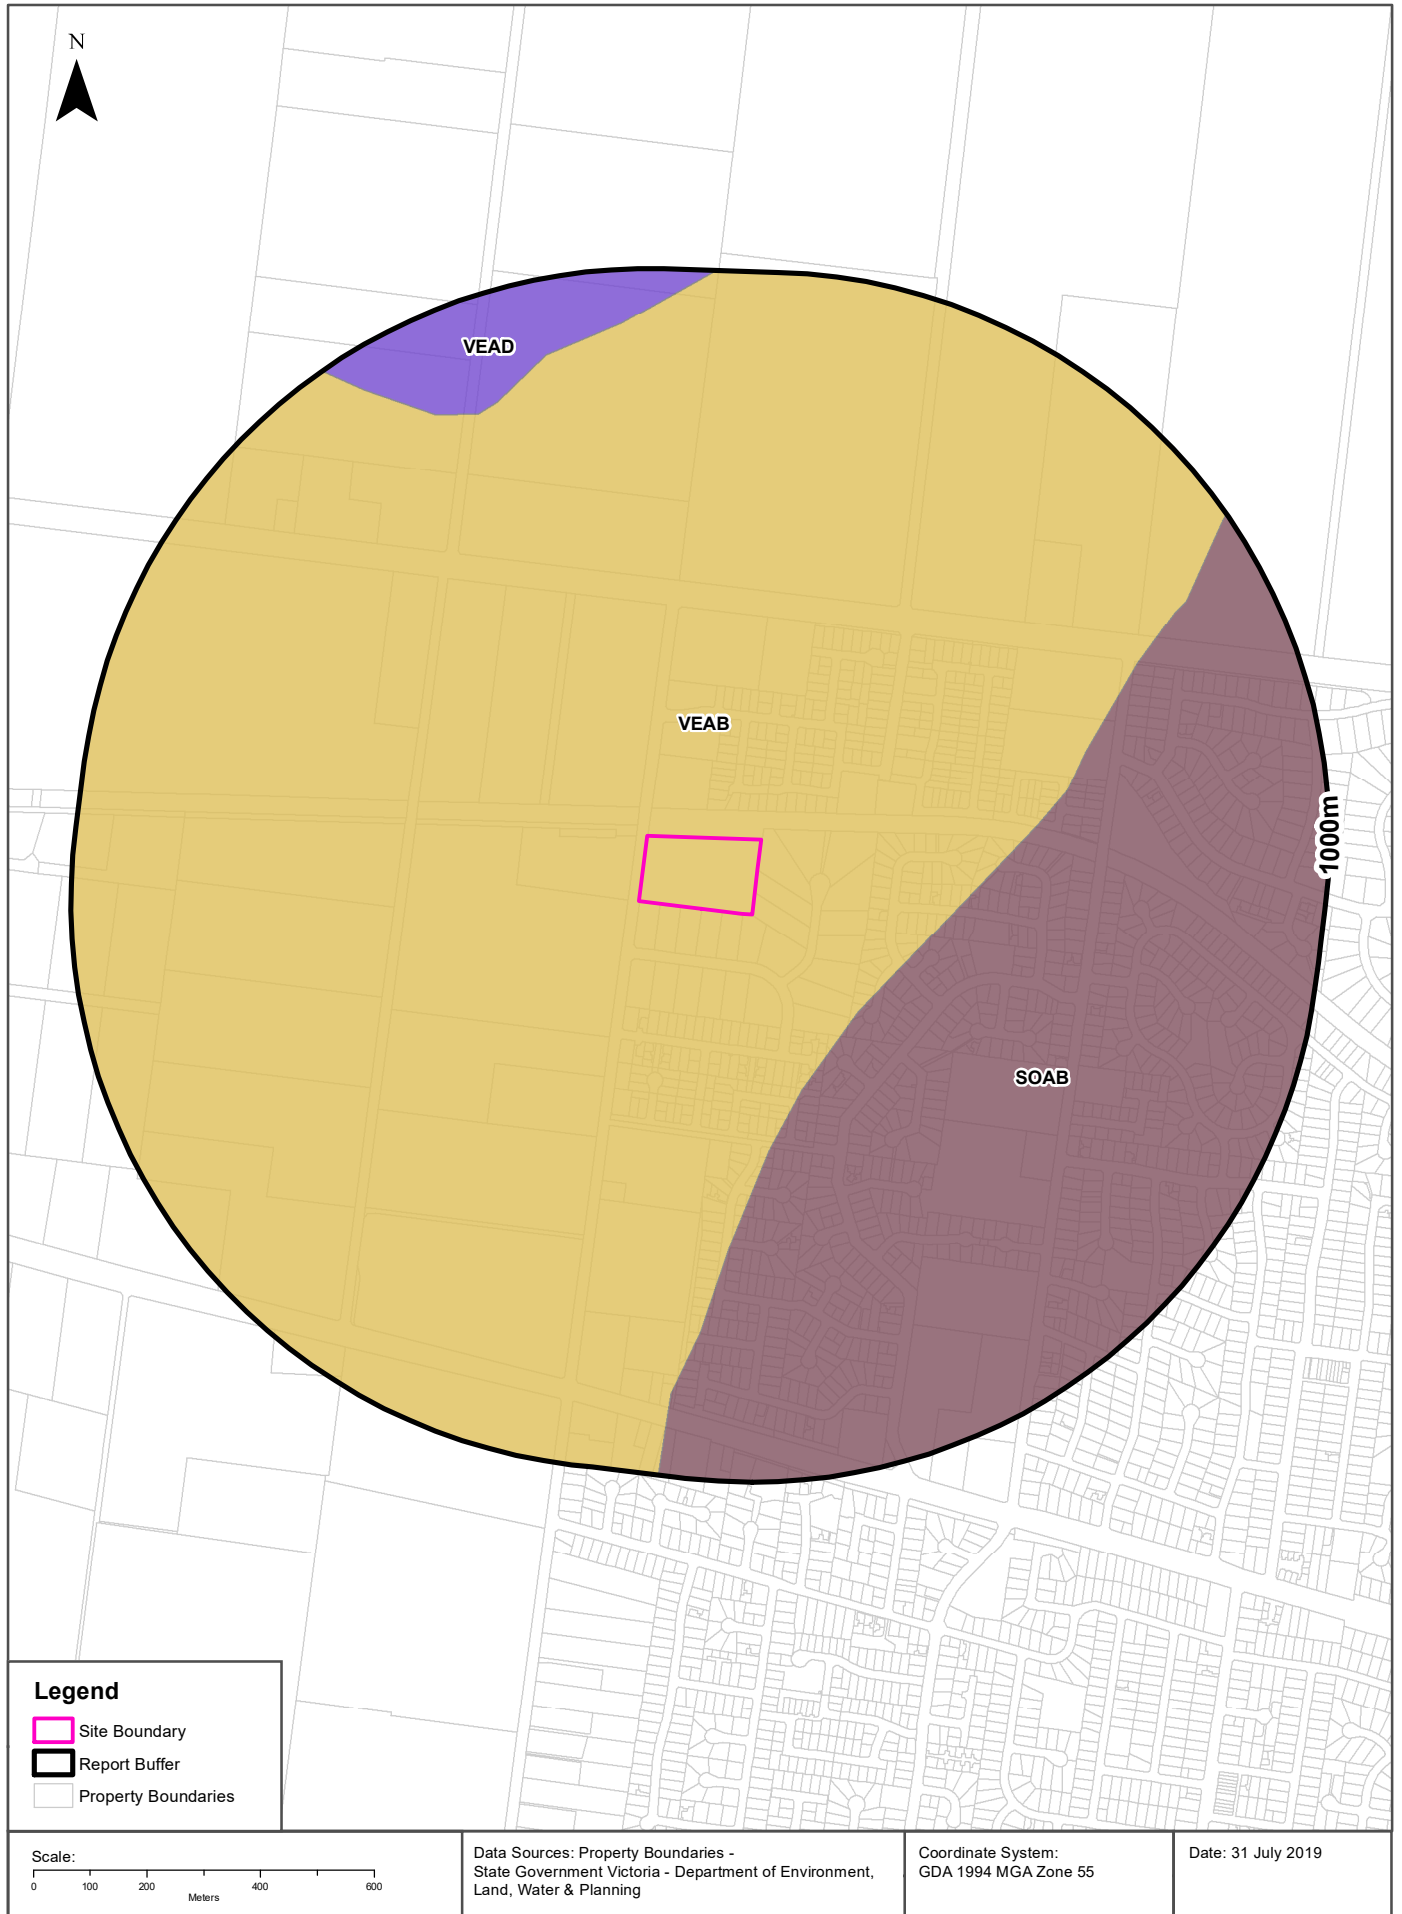 N
VEAD
VEAB
1000m
SOAB
Legend
Site Boundary
Report Buffer
Property Boundaries
Scale:
0 100 200 400 600
Meters
Data Sources: Property Boundaries -
State Government Victoria - Department of Environment,
Land, Water & Planning
Coordinate System:
GDA 1994 MGA Zone 55
Date: 31 July 2019